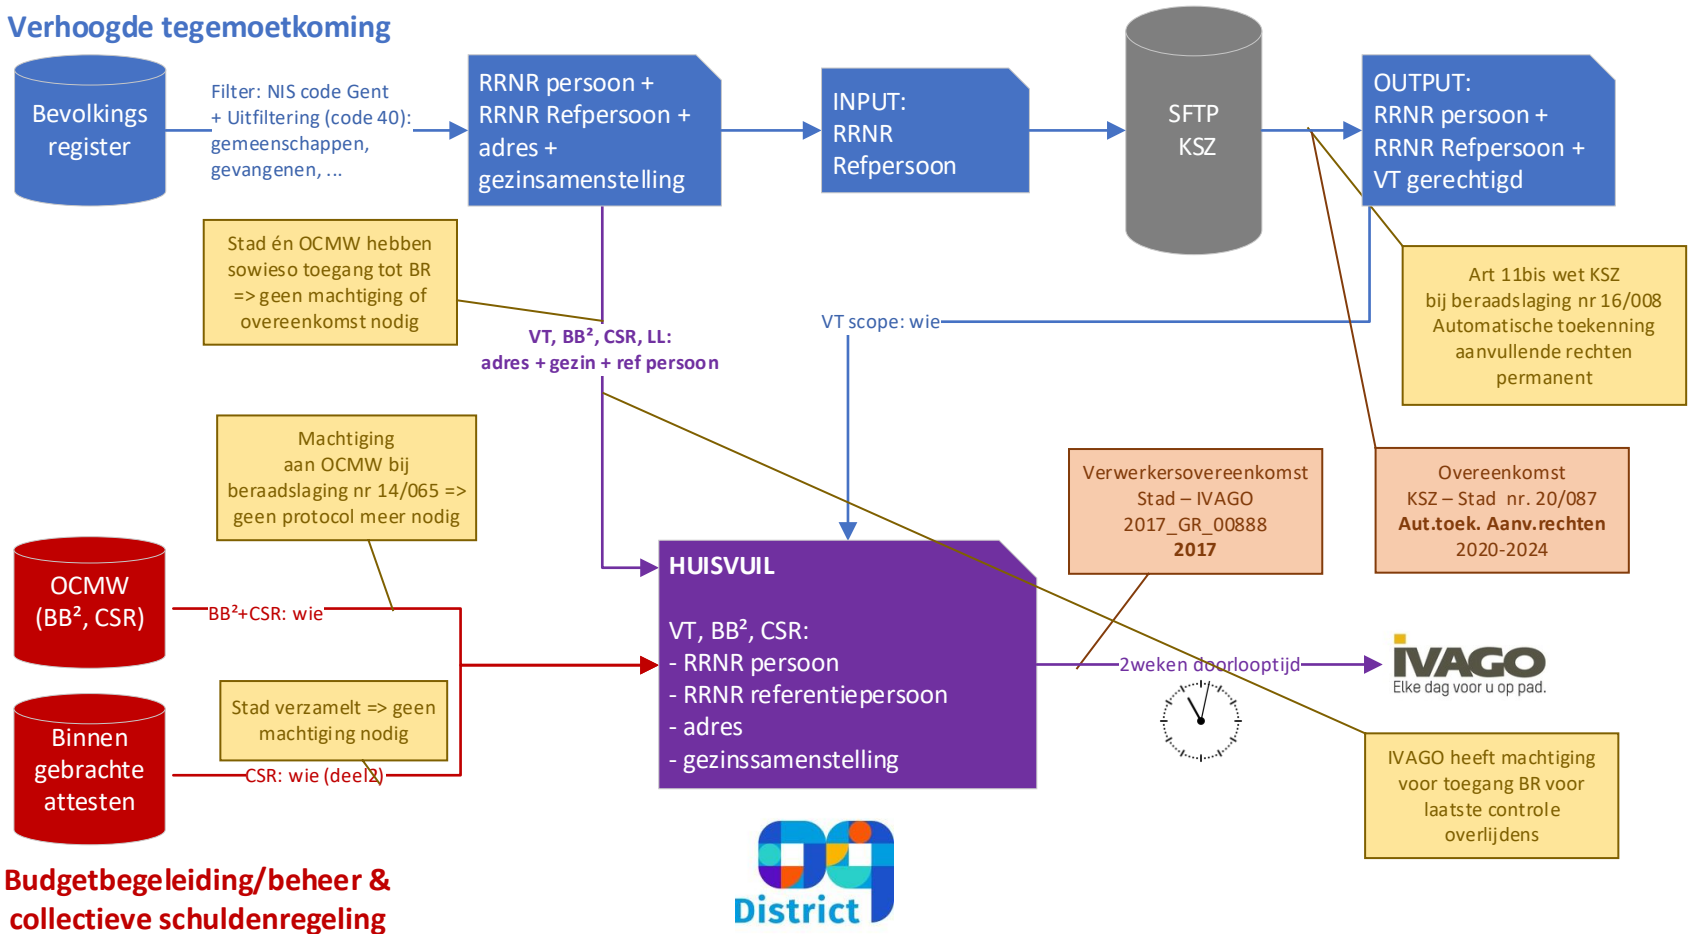 Verhoogde tegemoetkoming
Bevolkings
register
Filter: NIS code Gent
+ Uitfiltering (code 40):
gemeenschappen,
gevangenen, ...
RRNR persoon +
RRNR Refpersoon +
adres +
gezinsamenstelling
INPUT:
RRNR
Refpersoon
SFTP
KSZ
OUTPUT:
RRNR persoon +
RRNR Refpersoon +
VT gerechtigd
Stad én OCMW hebben
sowieso toegang tot BR
=> geen machtiging of
overeenkomst nodig
VT, BB², CSR, LL:
adres + gezin + ref persoon
VT scope: wie
Art 11bis wet KSZ
bij beraadslaging nr 16/008
Automatische toekenning
aanvullende rechten
permanent
Machtiging
aan OCMW bij
beraadslaging nr 14/065 =>
geen protocol meer nodig
Verwerkersovereenkomst
Stad – IVAGO
2017_GR_00888
2017
Overeenkomst
KSZ – Stad nr. 20/087
Aut.toek. Aanv.rechten
2020-2024
OCMW
(BB², CSR)
BB²+CSR: wie
HUISVUIL
VT, BB², CSR:
- RRNR persoon
- RRNR referentiepersoon
- adres
- gezinssamenstelling
2weken doorlooptijd
IVAGO
Elke dag voor u op pad.
Stad verzamelt => geen
machtiging nodig
Binnen
gebrachte
attesten
CSR: wie (deel2)
IVAGO heeft machtiging
voor toegang BR voor
laatste controle
overlijdens
District
09
Budgetbegeleiding/beheer &
collectieve schuldenregeling